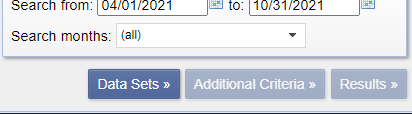 Search from: 04/01/2021 to: 10/31/2021
Search months: (all)
Data Sets » Additional Criteria » Results »